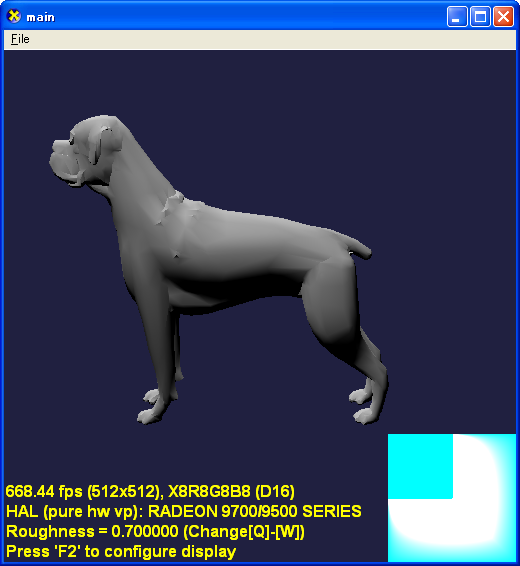 main
File
668.44 fps (512x512), X8R8G8B8 (D16)
HAL (pure hw vp): RADEON 9700/9500 SERIES
Roughness = 0.700000 (Change[Q]-[W])
Press 'F2' to configure display